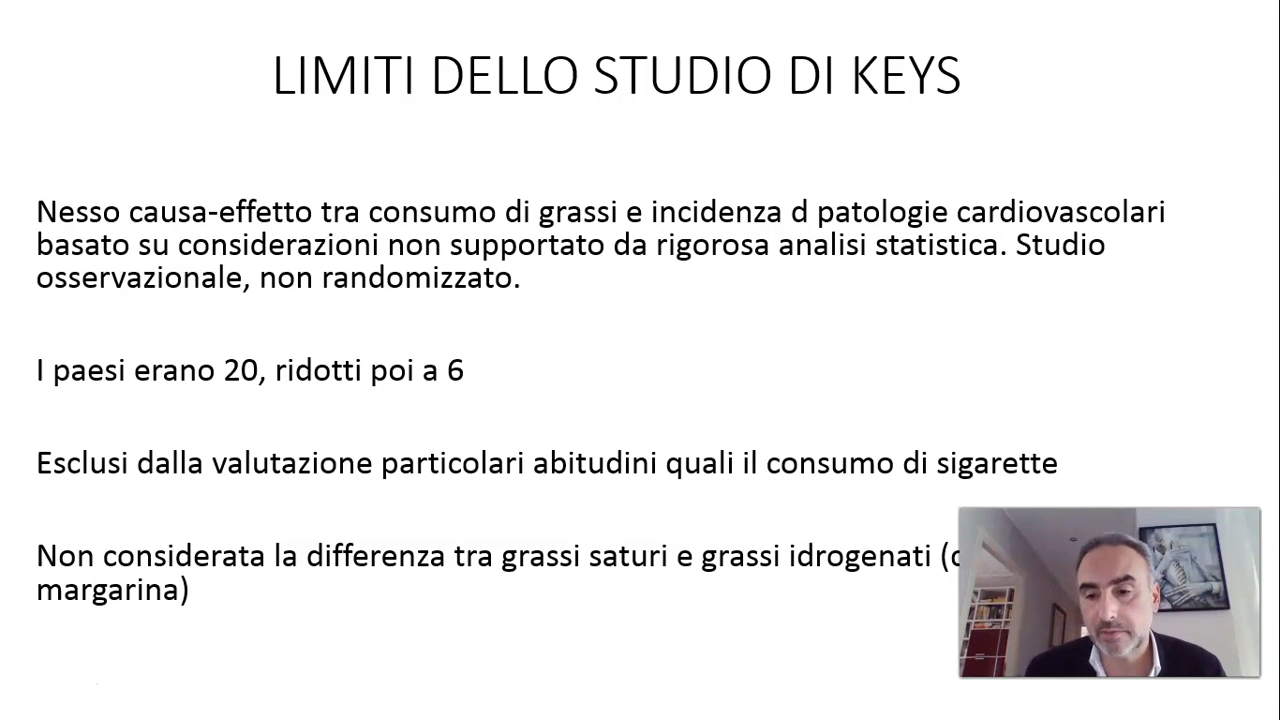 LIMITI DELLO STUDIO DI KEYS
Nesso causa-effetto tra consumo di grassi e incidenza d patologie cardiovascolari
basato su considerazioni non supportato da rigorosa analisi statistica. Studio
osservazionale, non randomizzato.
I paesi erano 20, ridotti poi a 6
Esclusi dalla valutazione particolari abitudini quali il consumo di sigarette
Non considerata la differenza tra grassi saturi e grassi idrogenati (
margarina)